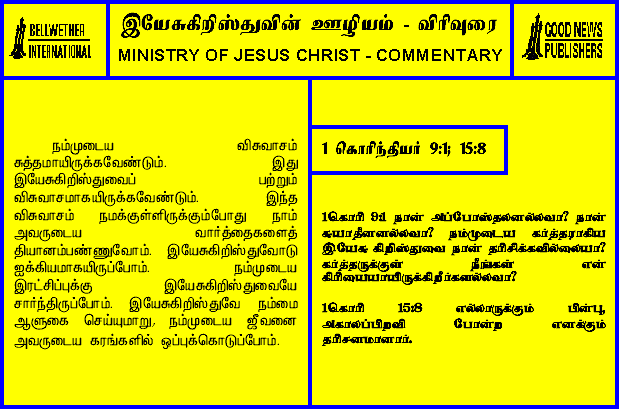 BELLWETHER
INTERNATIONAL
இயேசுகிறிஸ்துவின் ஊழியம் - விரிவுரை
MINISTRY OF JESUS CHRIST - COMMENTARY
GOOD NEWS
PUBLISHERS
நம்முடைய விசுவாசம்
சுத்தமாயிருக்கவேண்டும். இது
இயேசுகிறிஸ்துவைப் பற்றும்
விசுவாசமாகயிருக்கவேண்டும். இந்த
விசுவாசம் நமக்குள்ளிருக்கும்போது நாம்
அவருடைய வார்த்தைகளைத்
தியானம்பண்ணுவோம். இயேசுகிறிஸ்துவோடு
ஐக்கியமாகயிருப்போம். நம்முடைய
இரட்சிப்புக்கு இயேசுகிறிஸ்துவையே
சார்ந்திருப்போம். இயேசுகிறிஸ்துவே நம்மை
ஆளுகை செய்யுமாறு, நம்முடைய ஜீவனை
அவருடைய கரங்களில் ஒப்புக்கொடுப்போம்.
1 கொரிந்தியர் 9:1; 15:8
1கொரி 9:1 நான் அப்போஸ்தலனல்லவா? நான்
சுயாதீனனல்லவா? நம்முடைய கர்த்தராகிய
இயேசு கிறிஸ்துவை நான் தரிசிக்கவில்லையா?
கர்த்தருக்குள் நீங்கள் என்
கிரியையாயிருக்கிறீர்களல்லவா?
1கொரி 15:8 எல்லாருக்கும் பின்பு,
அகாலப்பிறவி போன்ற எனக்கும்
தரிசனமானார்.